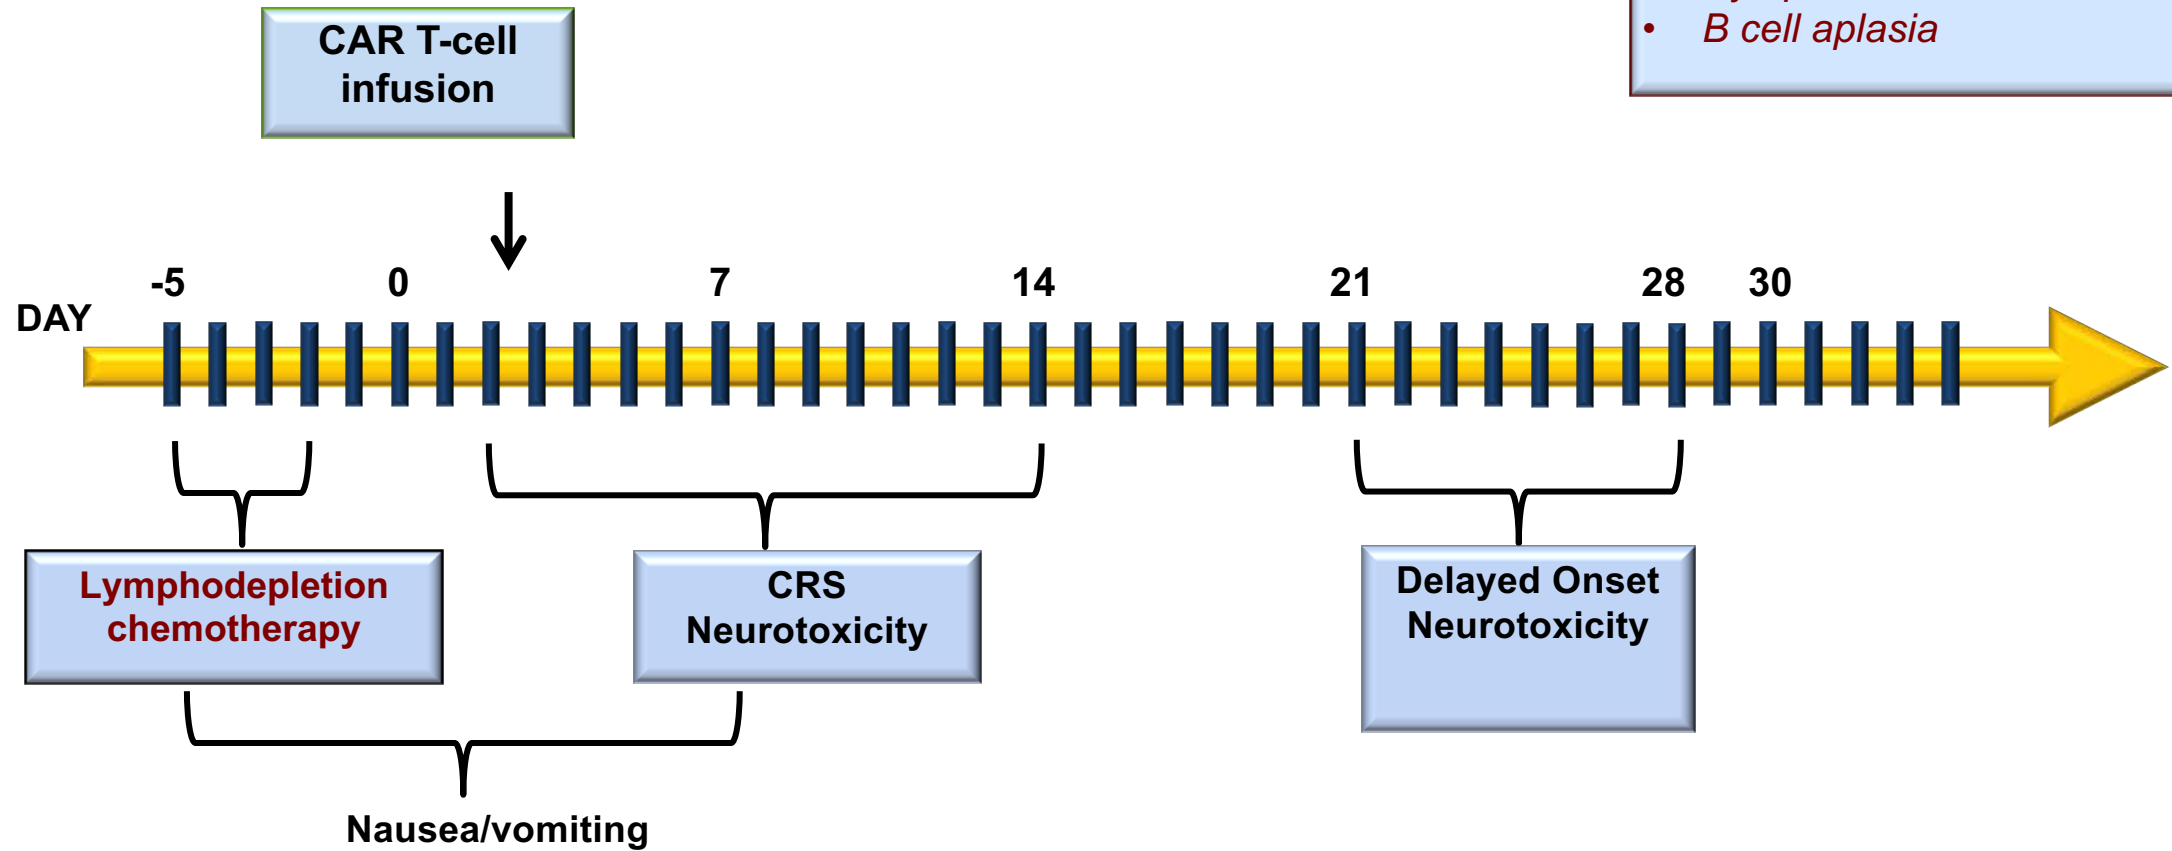 CAR T-cell
infusion
• B cell aplasia
-5 0 7 14 21 28 30
DAY
Lymphodepletion
chemotherapy
CRS
Neurotoxicity
Delayed Onset
Neurotoxicity
Nausea/vomiting